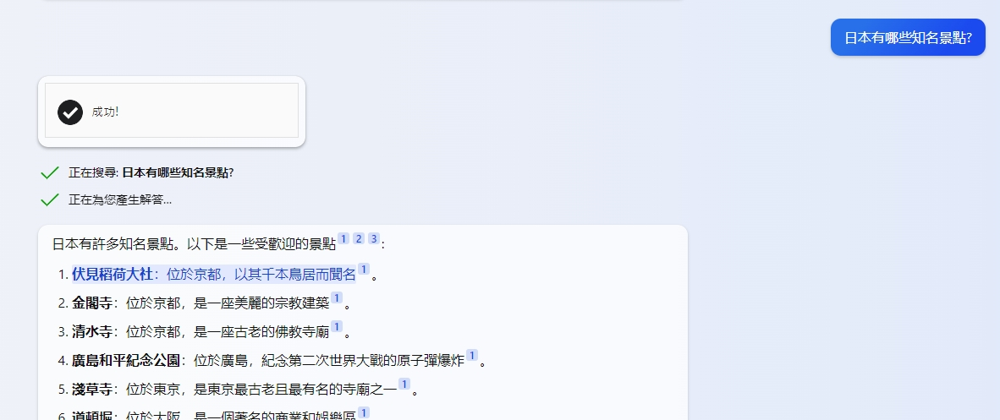 日本有哪些知名景點?
成功!
正在搜尋: 日本有哪些知名景點?
正在為您產生解答...
日本有許多知名景點。以下是一些受歡迎的景點 1 2 3 :
1. 伏見稻荷大社：位於京都，以其千本鳥居而聞名 1 。
2. 金閣寺：位於京都，是一座美麗的宗教建築 1 。
3. 清水寺：位於京都，是一座古老的佛教寺廟 1 。
4. 廣島和平紀念公園：位於廣島，紀念第二次世界大戰的原子彈爆炸 1 。
5. 淺草寺：位於東京，是東京最古老且最有名的寺廟之一 1 。
6. 道頓堀：位於大阪，是一個著名的商業和娛樂區 1